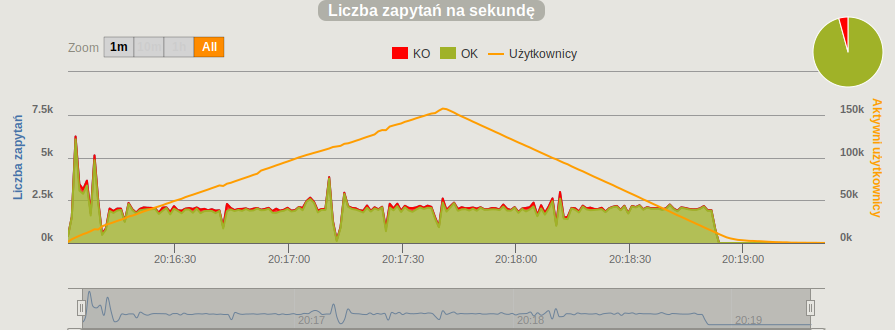 Liczba zapytań na sekundę
Zoom 1m 10m 1h All
KO OK Użytkownicy
Liczba zapytań
7.5k
5k
2.5k
0k
150k
100k
50k
0k
Aktywni użytkownicy
20:16:30 20:17:00 20:17:30 20:18:00 20:18:30 20:19:00
20:17 20:18 20:19